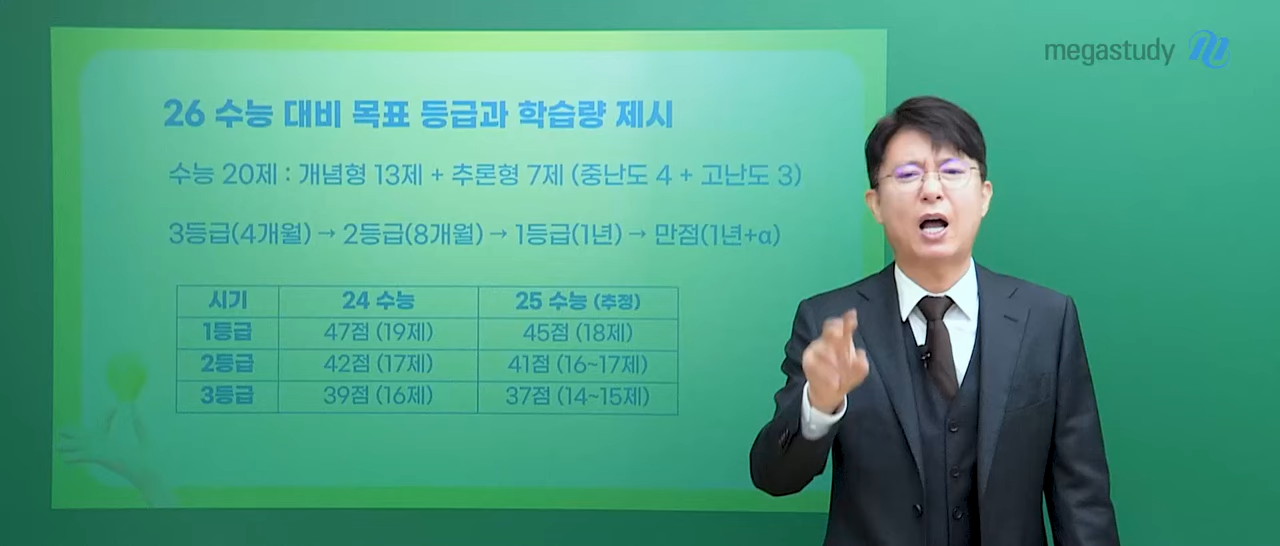 megastudy
26 수능 대비 목표 등급과 학습량 제시
수능 20제 : 개념형 13제 + 추론형 7제 (중난도 4 + 고난도 3)
3등급(4개월) → 2등급(8개월) → 1등급(1년) → 만점(1년+α)
시기 24 수능 25 수능 (추정)
1등급 47점 (19제) 45점 (18제)
2등급 42점 (17제) 41점 (16~17제)
3등급 39점 (16제) 37점 (14~15제)